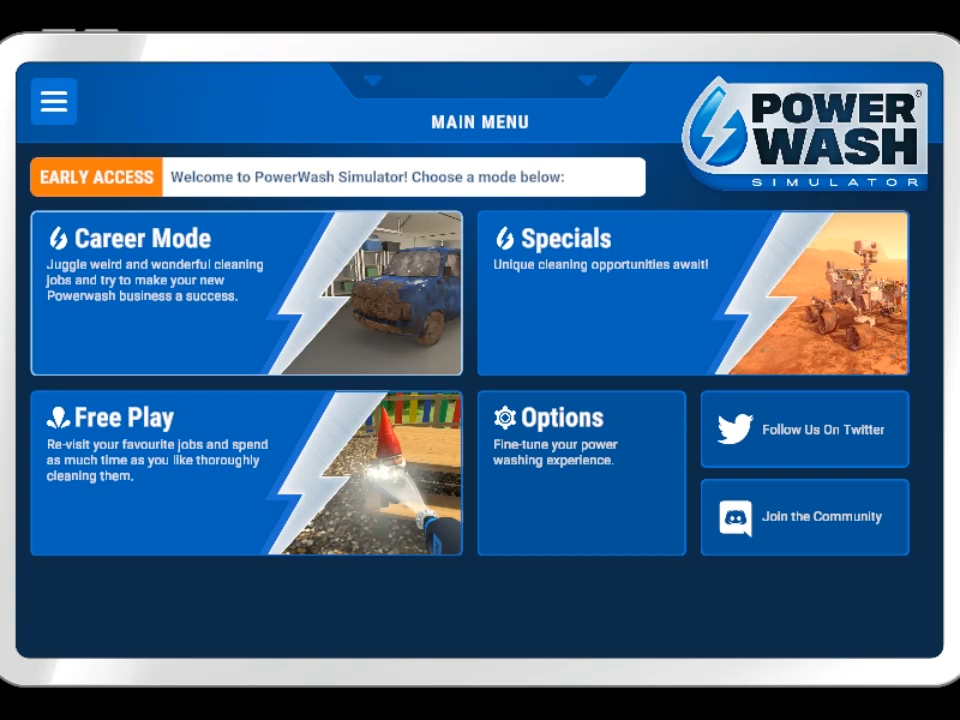 MAIN MENU
POWER®
WASH
SIMULATOR
EARLY ACCESS Welcome to PowerWash Simulator! Choose a mode below:
Career Mode
Juggle weird and wonderful cleaning
jobs and try to make your new
Powerwash business a success.
Specials
Unique cleaning opportunities await!
Free Play
Re-visit your favourite jobs and spend
as much time as you like thoroughly
cleaning them.
Options
Fine-tune your power
washing experience.
Follow Us On Twitter
Join the Community